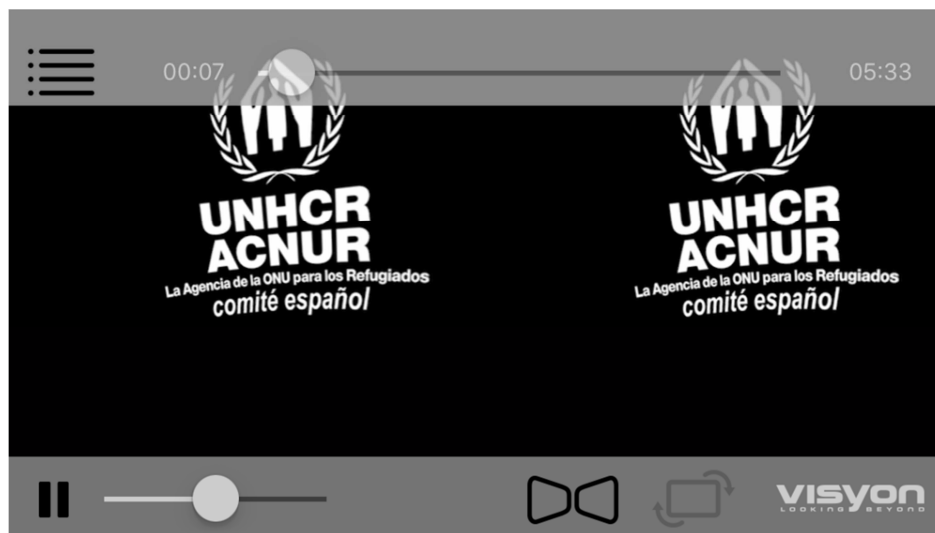 00:07 05:33
UNHCR UNHCR
ACNUR ACNUR
La Agencia de la ONU para los Refugiados La Agencia de la ONU para los Refugiados
comité español comité español
VISYON
LOOKING BEYOND